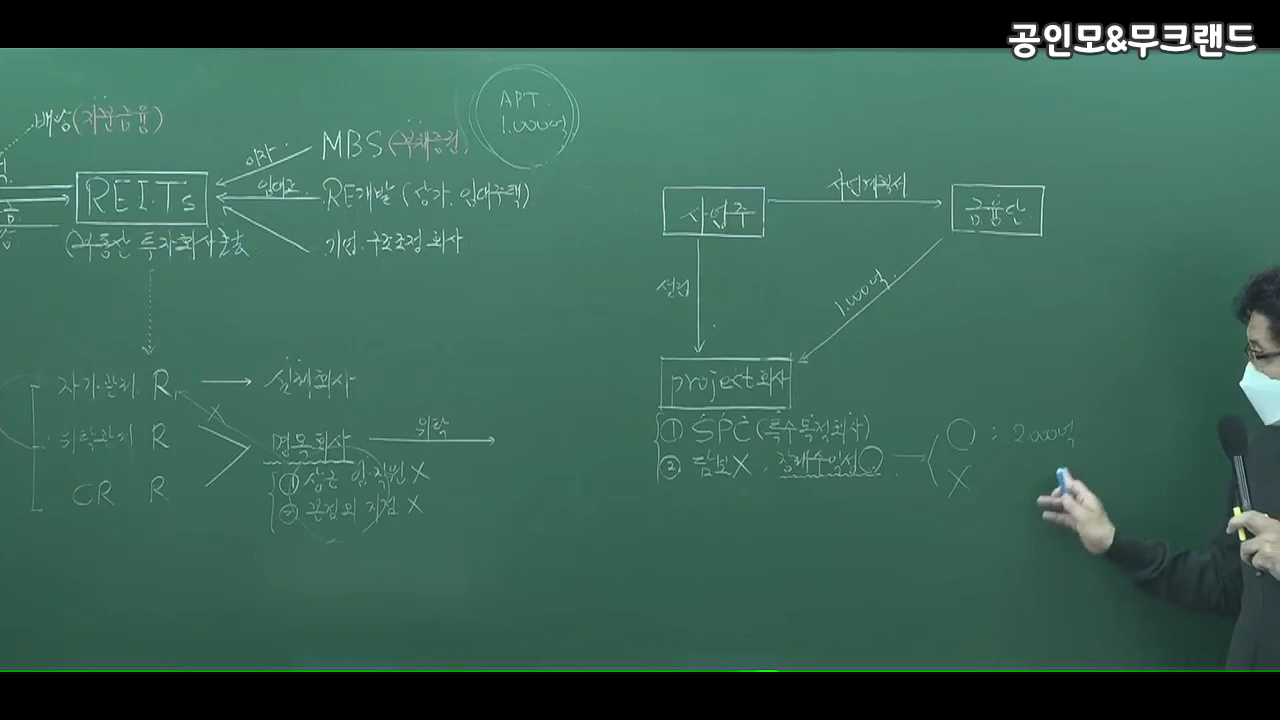 공인모&무크랜드
APT.
1.000억
배당(지분금융)
MBS(부채증권)
이자
REITs
임대료
RE개발(상가, 임대주택)
(부동산 투자회사
기업 구조조정 회사
자기관리 R → 실체회사
X
위탁관리 R
명목회사
위탁
CR R
① 상근 임·직원 X
② 본점외 지점 X
사업주
사업계획서
금융단
설립
1.000억
project회사
① SPC(특수목적회사)
② 담보X, 장래수익성○ → ○ : 2000억
X